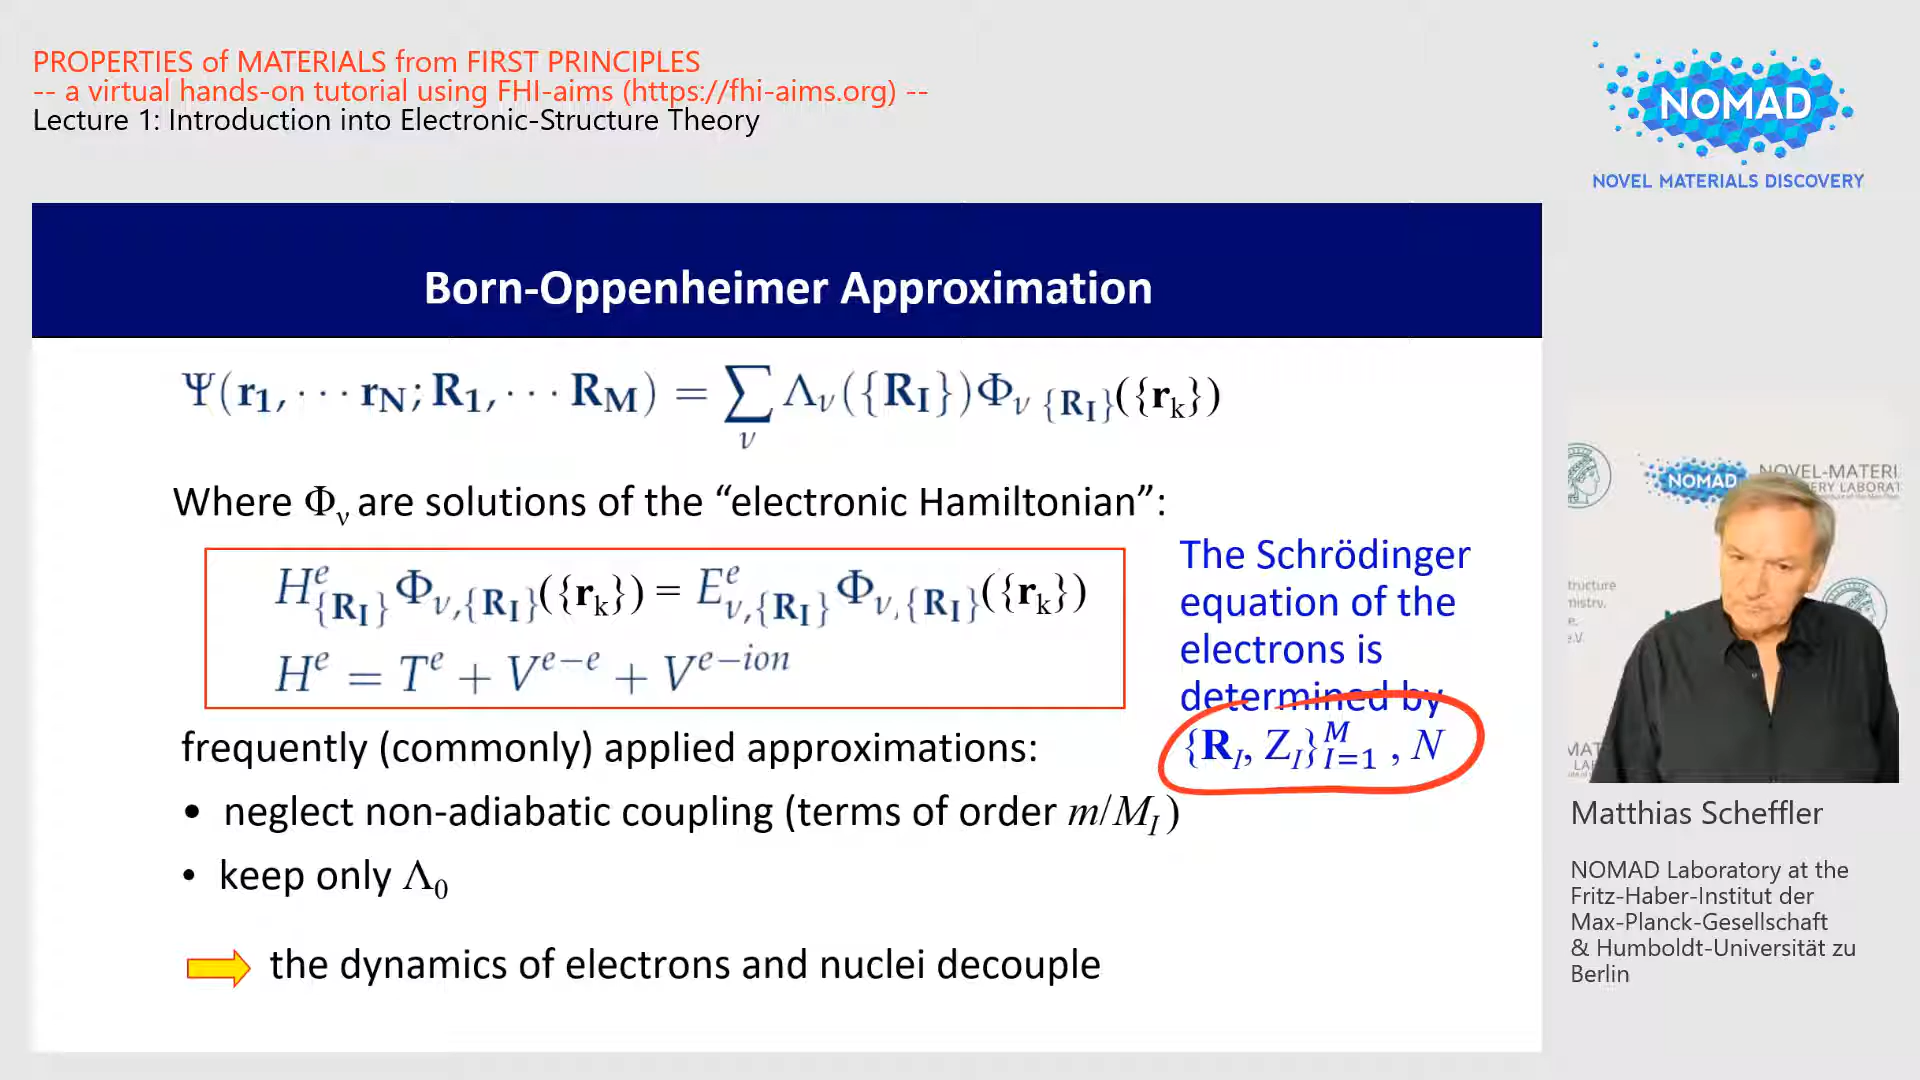 PROPERTIES of MATERIALS from FIRST PRINCIPLES
-- a virtual hands-on tutorial using FHI-aims (https://fhi-aims.org) --
Lecture 1: Introduction into Electronic-Structure Theory
NOMAD
NOVEL MATERIALS DISCOVERY
Born-Oppenheimer Approximation
Ψ(r₁, ⋯ r_N; R₁, ⋯ R_M) = ∑_ν Λ_ν({R_I})Φ_ν {R_I}({r_k})
Where Φ_ν are solutions of the “electronic Hamiltonian”:
H^e_{R_I} Φ_ν,{R_I}({r_k}) = E^e_ν,{R_I} Φ_ν,{R_I}({r_k})
H^e = T^e + V^e−e + V^e−ion
The Schrödinger
equation of the
electrons is
determined by
{R_I, Z_I}^M_I=1 , N
frequently (commonly) applied approximations:
• neglect non-adiabatic coupling (terms of order m/M_I)
• keep only Λ₀
the dynamics of electrons and nuclei decouple
NOMAD
NOVEL-MATERI
Matthias Scheffler
NOMAD Laboratory at the
Fritz-Haber-Institut der
Max-Planck-Gesellschaft
& Humboldt-Universität zu
Berlin